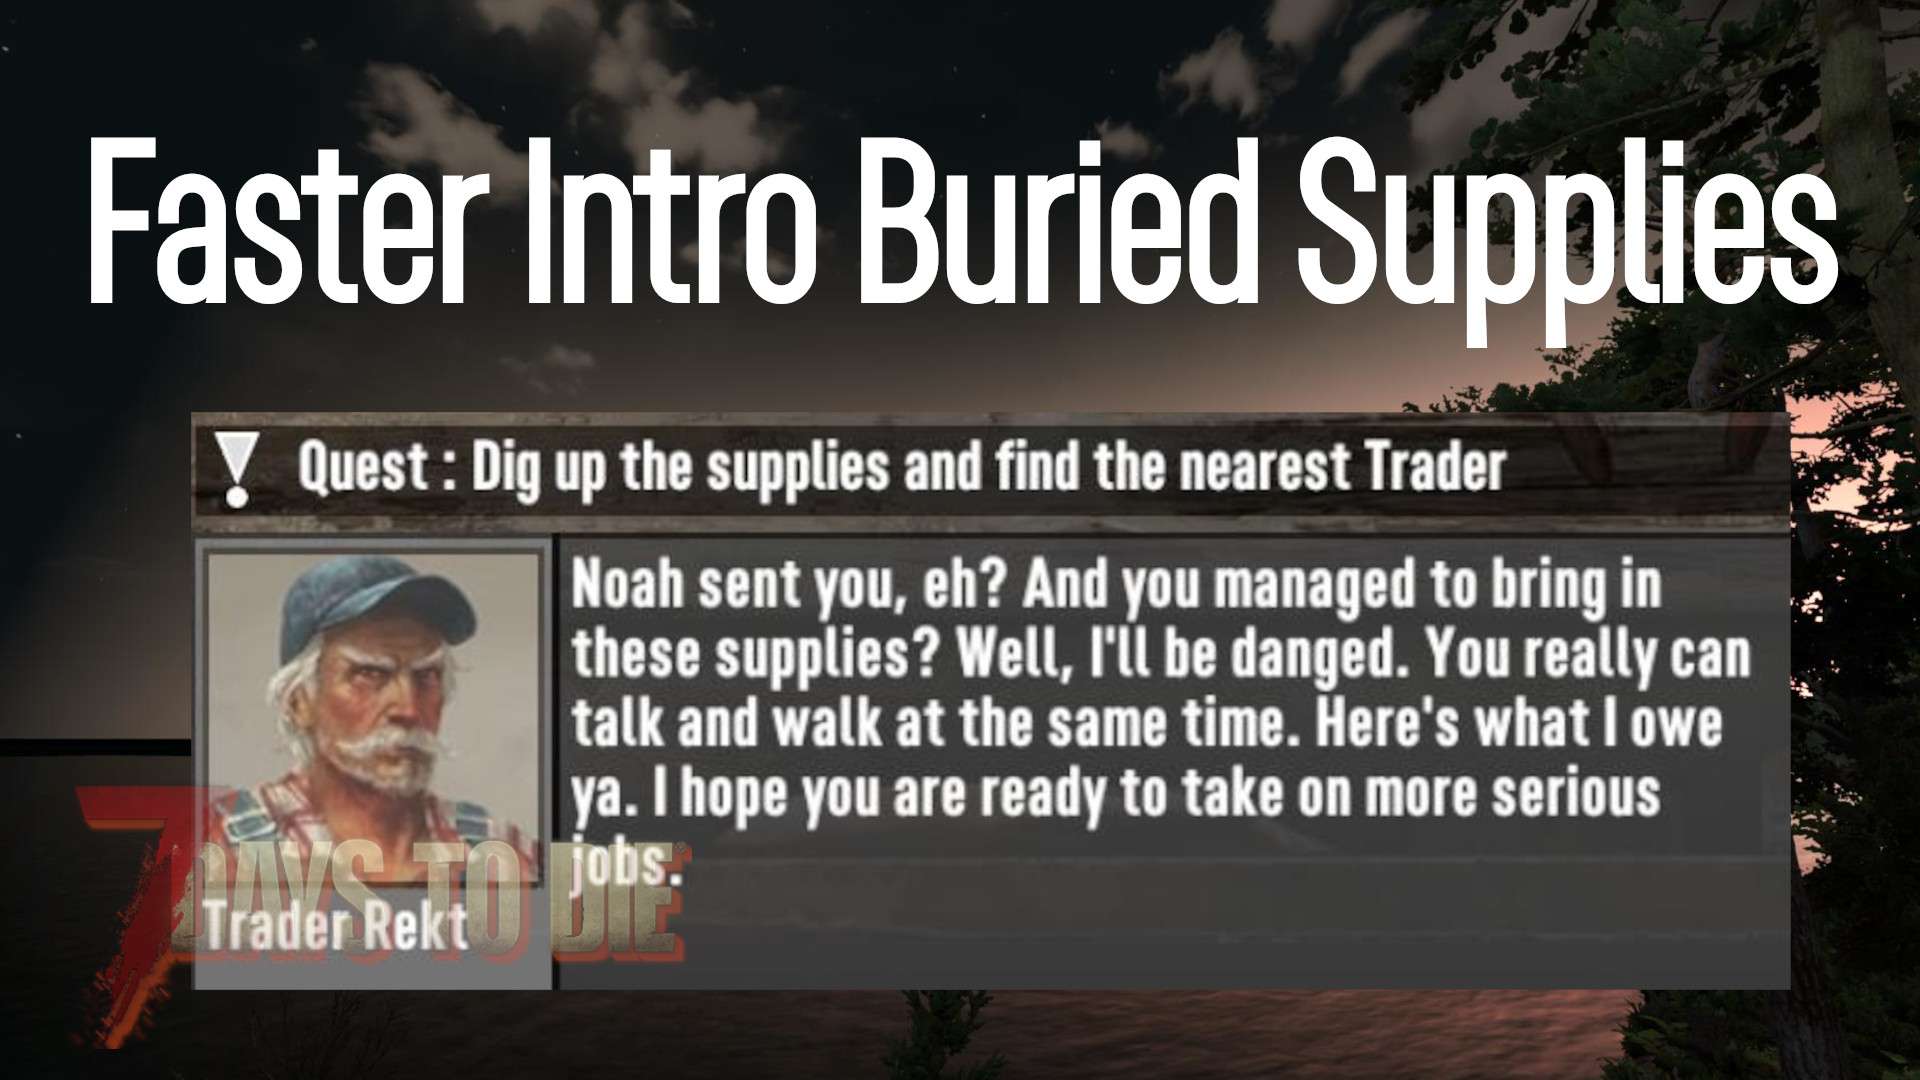 Faster Intro Buried Supplies
Quest : Dig up the supplies and find the nearest Trader
Noah sent you, eh? And you managed to bring in
these supplies? Well, I'll be danged. You really can
talk and walk at the same time. Here's what I owe
ya. I hope you are ready to take on more serious
jobs.
7 DAYS TO DIE
Trader Rekt